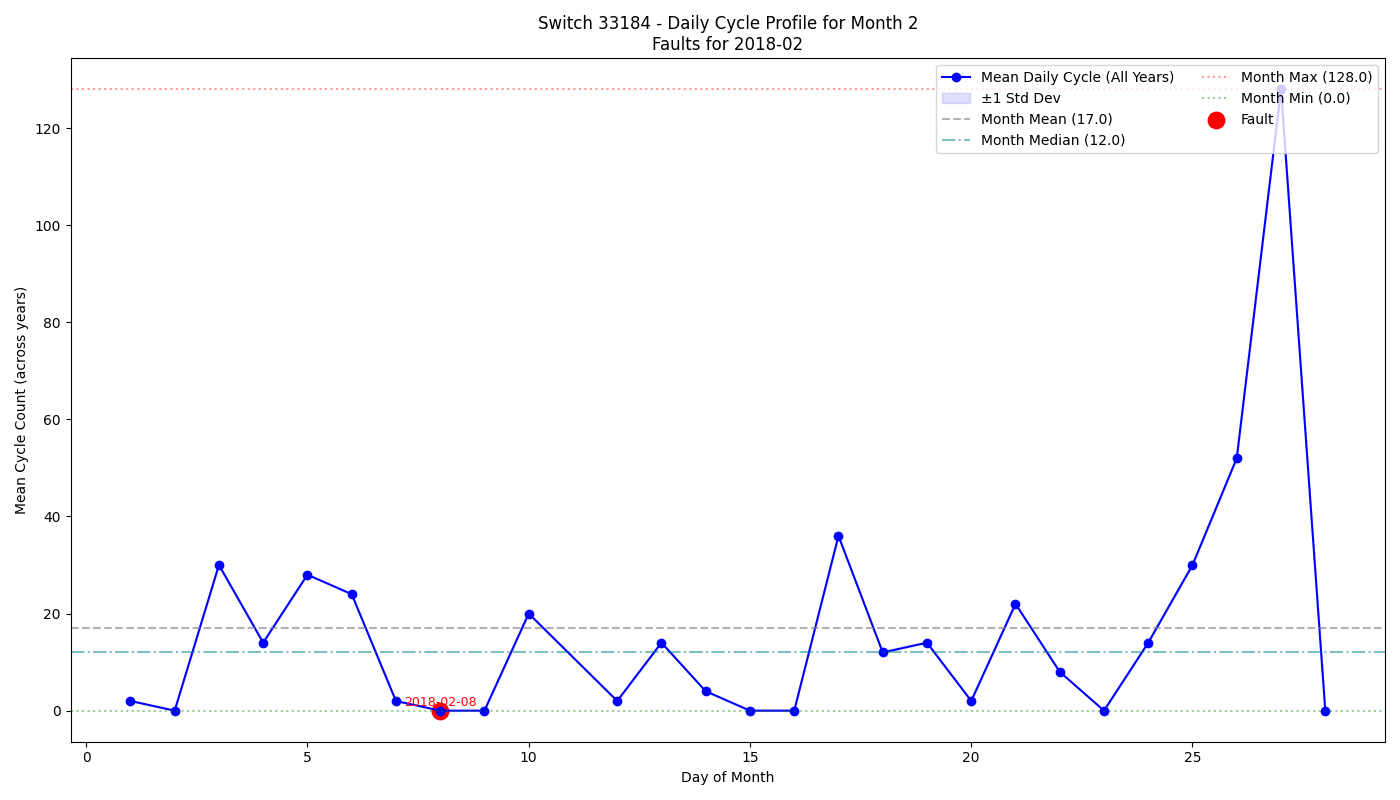 Switch 33184 - Daily Cycle Profile for Month 2
Faults for 2018-02
Mean Daily Cycle (All Years)
±1 Std Dev
Month Mean (17.0)
Month Median (12.0)
Month Max (128.0)
Month Min (0.0)
Fault
Mean Cycle Count (across years)
120
100
80
60
40
20
0
2018-02-08
0
5
10
15
20
25
Day of Month